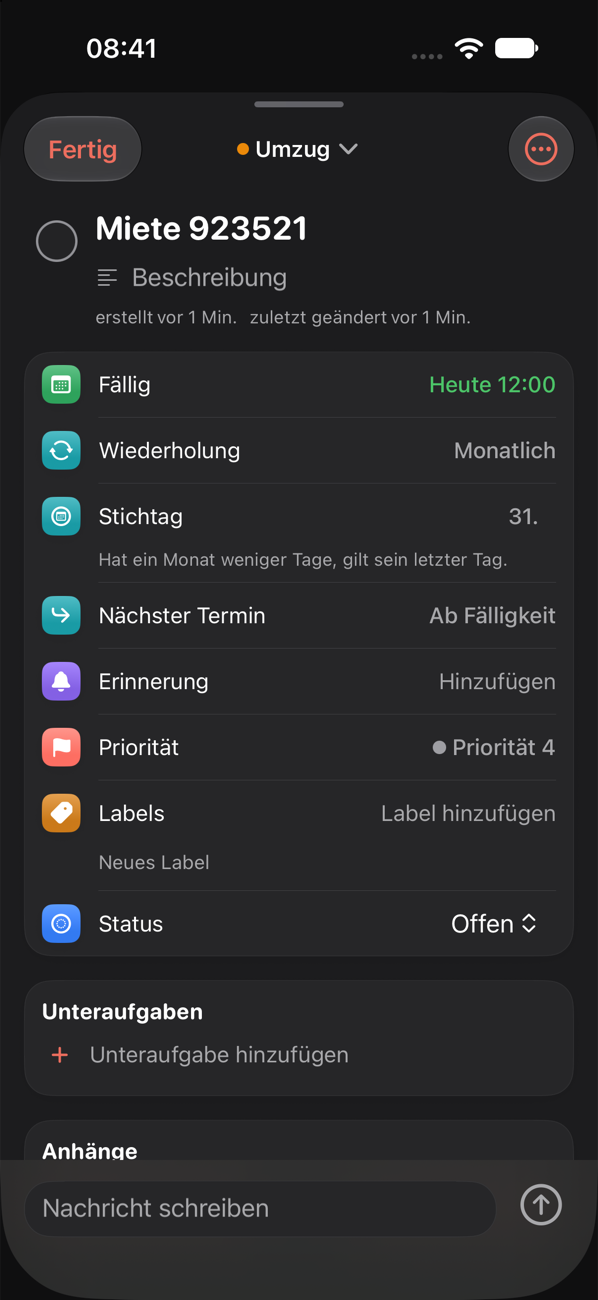 08:41
Fertig
Umzug
Miete 923521
Beschreibung
erstellt vor 1 Min. zuletzt geändert vor 1 Min.
Fällig Heute 12:00
Wiederholung Monatlich
Stichtag 31.
Hat ein Monat weniger Tage, gilt sein letzter Tag.
Nächster Termin Ab Fälligkeit
Erinnerung Hinzufügen
Priorität Priorität 4
Labels Label hinzufügen
Neues Label
Status Offen
Unteraufgaben
+ Unteraufgabe hinzufügen
Anhänge
Nachricht schreiben